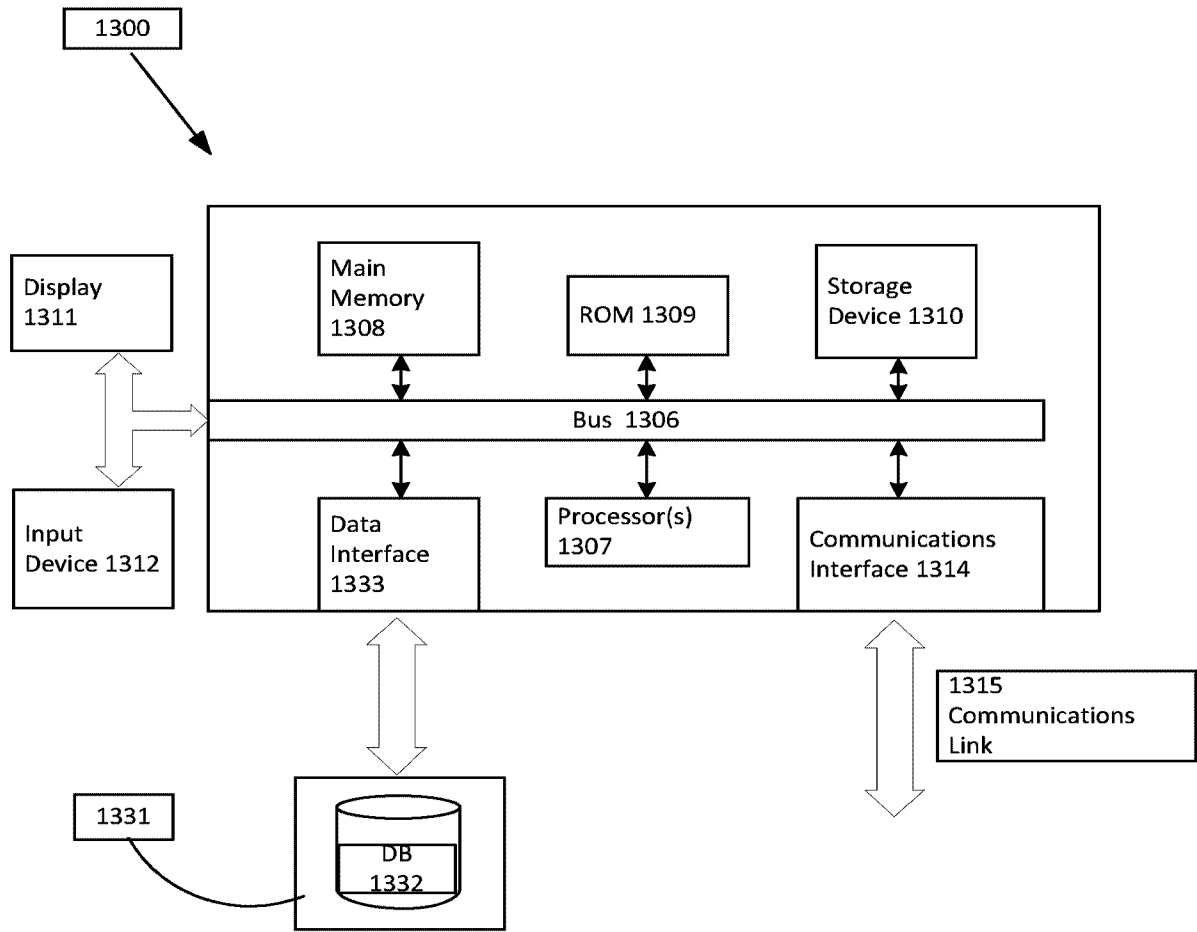 1300
Display
1311
Main
Memory
1308
ROM 1309
Storage
Device 1310
Bus 1306
Input
Device 1312
Data
Interface
1333
Processor(s)
1307
Communications
Interface 1314
1315
Communications
Link
1331
DB
1332